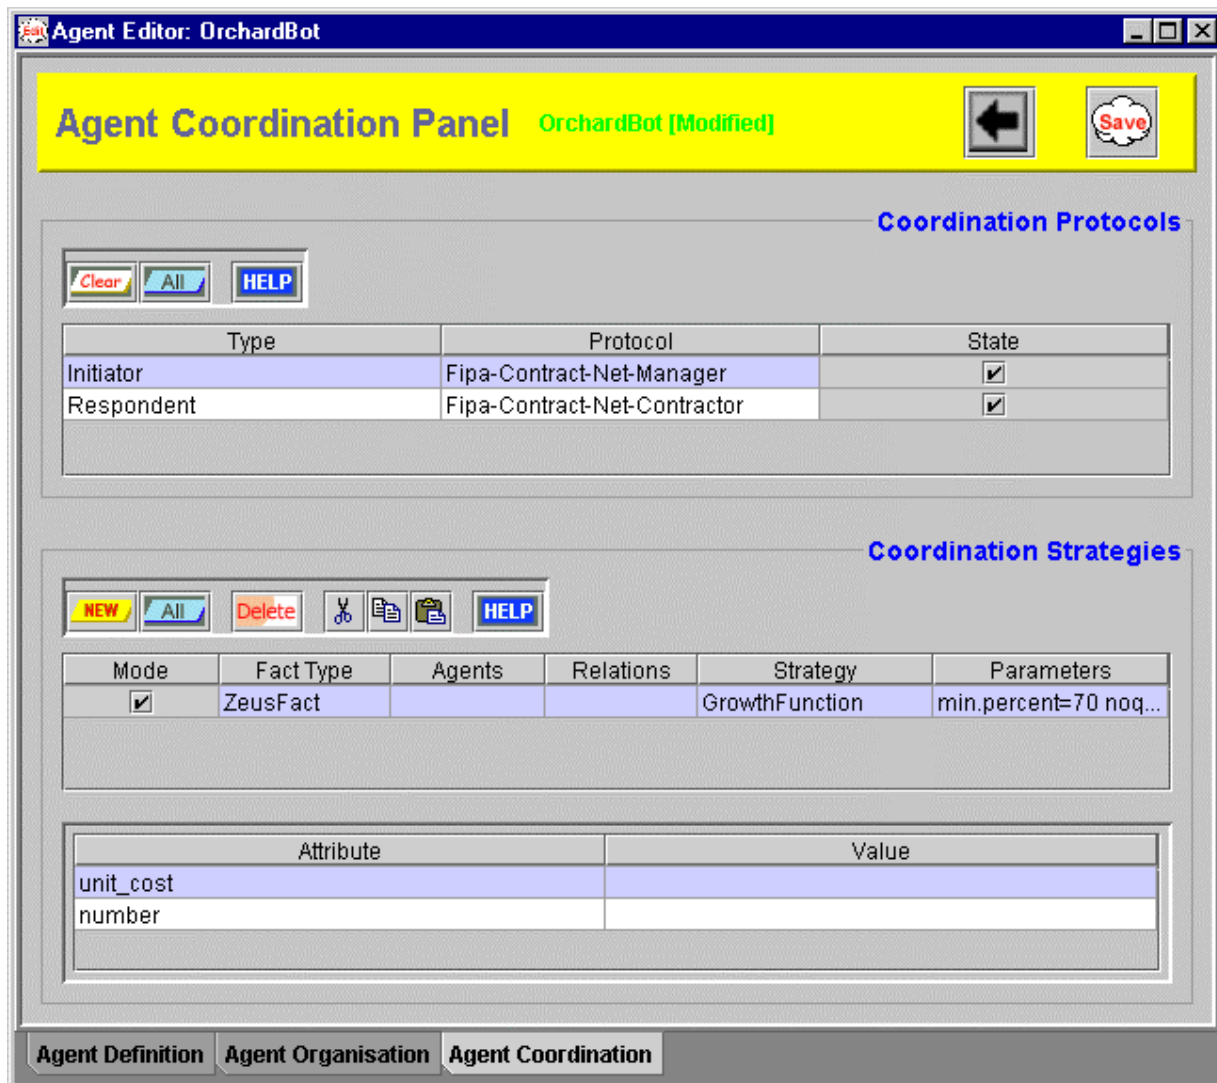 Edit Agent Editor: OrchardBot
Agent Coordination Panel OrchardBot [Modified] Save
Coordination Protocols
Clear All HELP
Type Protocol State
Initiator Fipa-Contract-Net-Manager
Respondent Fipa-Contract-Net-Contractor
Coordination Strategies
NEW All Delete HELP
Mode Fact Type Agents Relations Strategy Parameters
ZeusFact GrowthFunction min.percent=70 noq...
Attribute Value
unit_cost
number
Agent Definition Agent Organisation Agent Coordination